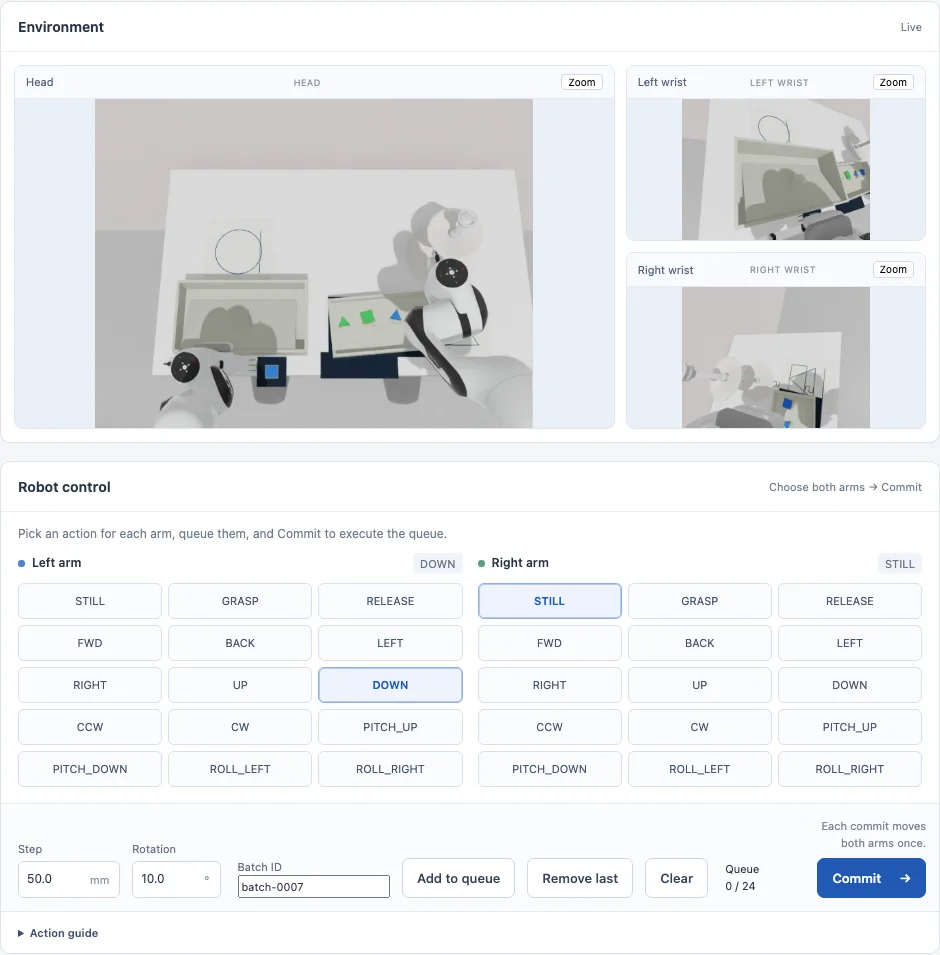 Environment
Live
Head
HEAD
Zoom
Left wrist
LEFT WRIST
Zoom
Right wrist
RIGHT WRIST
Zoom
Robot control
Choose both arms → Commit
Pick an action for each arm, queue them, and Commit to execute the queue.
Left arm
DOWN
STILL
GRASP
RELEASE
FWD
BACK
LEFT
RIGHT
UP
DOWN
CCW
CW
PITCH_UP
PITCH_DOWN
ROLL_LEFT
ROLL_RIGHT
Right arm
STILL
STILL
GRASP
RELEASE
FWD
BACK
LEFT
RIGHT
UP
DOWN
CCW
CW
PITCH_UP
PITCH_DOWN
ROLL_LEFT
ROLL_RIGHT
Step
50.0 mm
Rotation
10.0 °
Batch ID
batch-0007
Add to queue
Remove last
Clear
Queue
0 / 24
Each commit moves
both arms once.
Commit →
Action guide